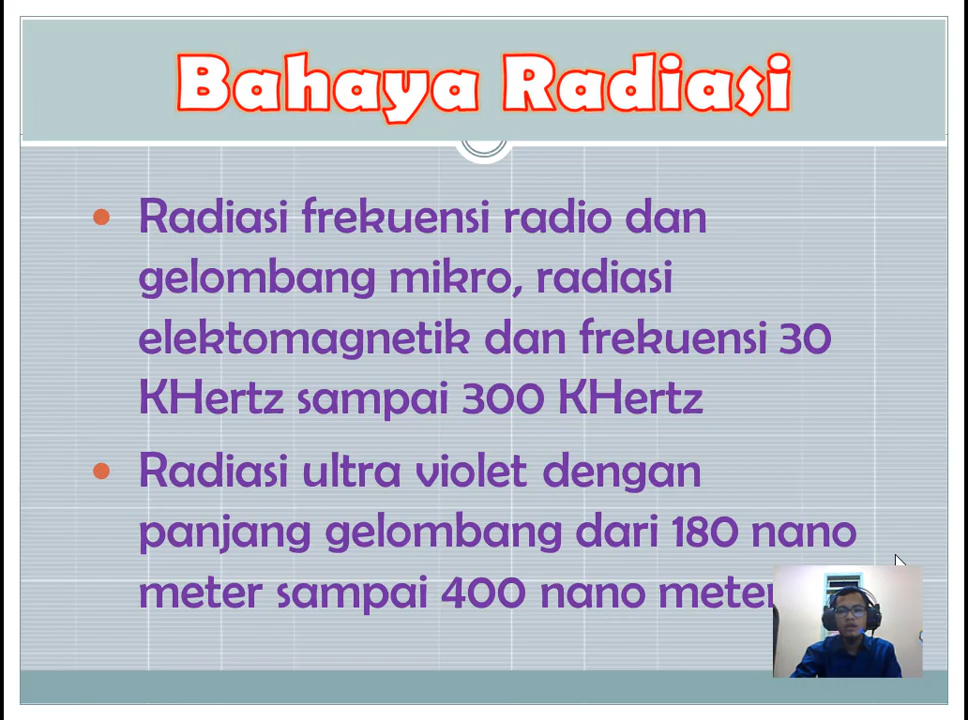 Bahaya Radiasi
Radiasi frekuensi radio dan
gelombang mikro, radiasi
elektomagnetik dan frekuensi 30
KHertz sampai 300 KHertz
Radiasi ultra violet dengan
panjang gelombang dari 180 nano
meter sampai 400 nano meter